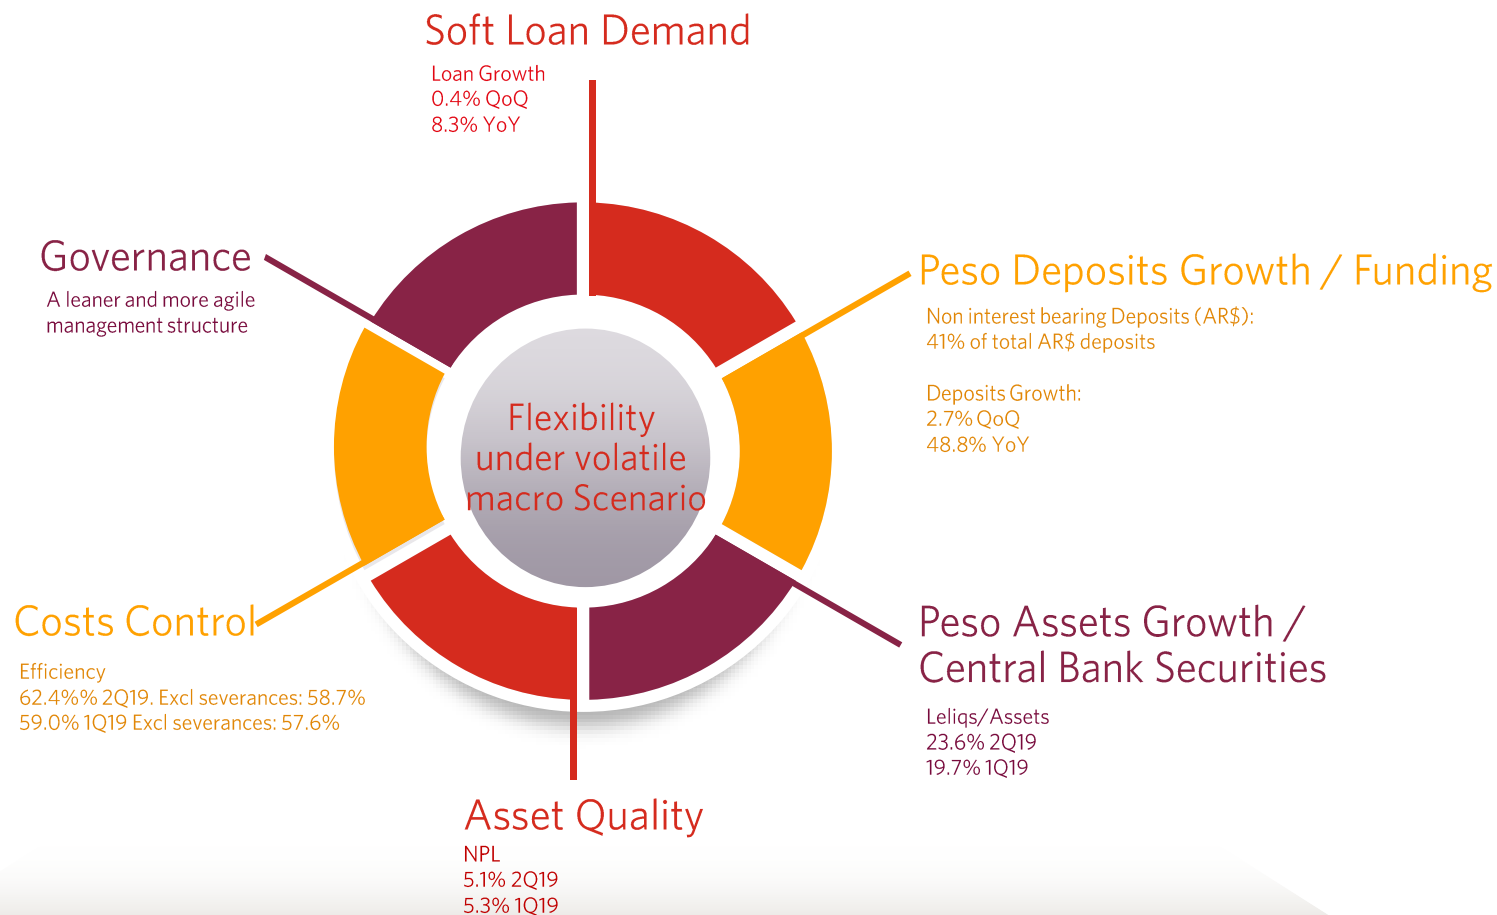 Soft Loan Demand
Loan Growth
0.4% QoQ
8.3% YoY
Governance
A leaner and more agile
management structure
Peso Deposits Growth / Funding
Non interest bearing Deposits (AR$):
41% of total AR$ deposits
Deposits Growth:
2.7% QoQ
48.8% YoY
Flexibility
under volatile
macro Scenario
Costs Control
Efficiency
62.4%% 2Q19. Excl severances: 58.7%
59.0% 1Q19 Excl severances: 57.6%
Peso Assets Growth /
Central Bank Securities
Leliqs/Assets
23.6% 2Q19
19.7% 1Q19
Asset Quality
NPL
5.1% 2Q19
5.3% 1Q19